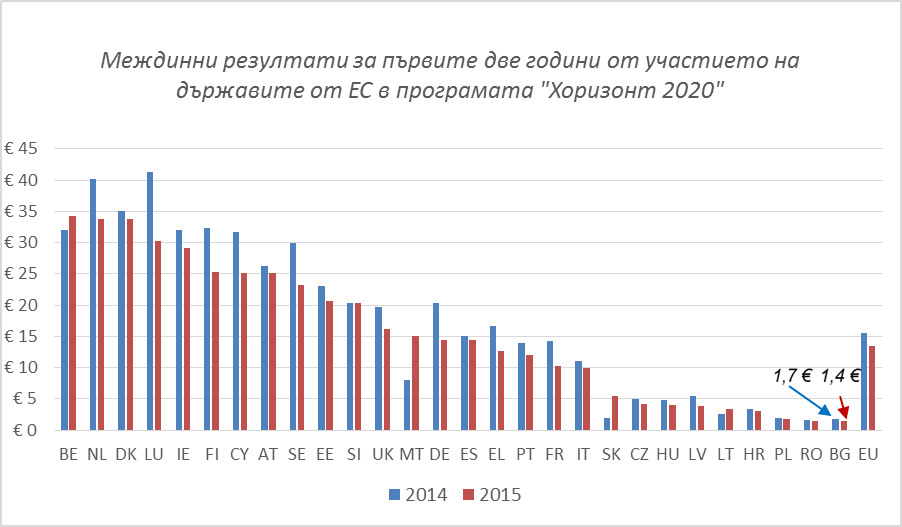 Междинни резултати за първите две години от участието на
държавите от ЕС в програмата "Хоризонт 2020"
€ 45
€ 40
€ 35
€ 30
€ 25
€ 20
€ 15
€ 10
€ 5
€ 0
1,7 € 1,4 €
BE NL DK LU IE FI CY AT SE EE SI UK MT DE ES EL PT FR IT SK CZ HU LV LT HR PL RO BG EU
2014 2015